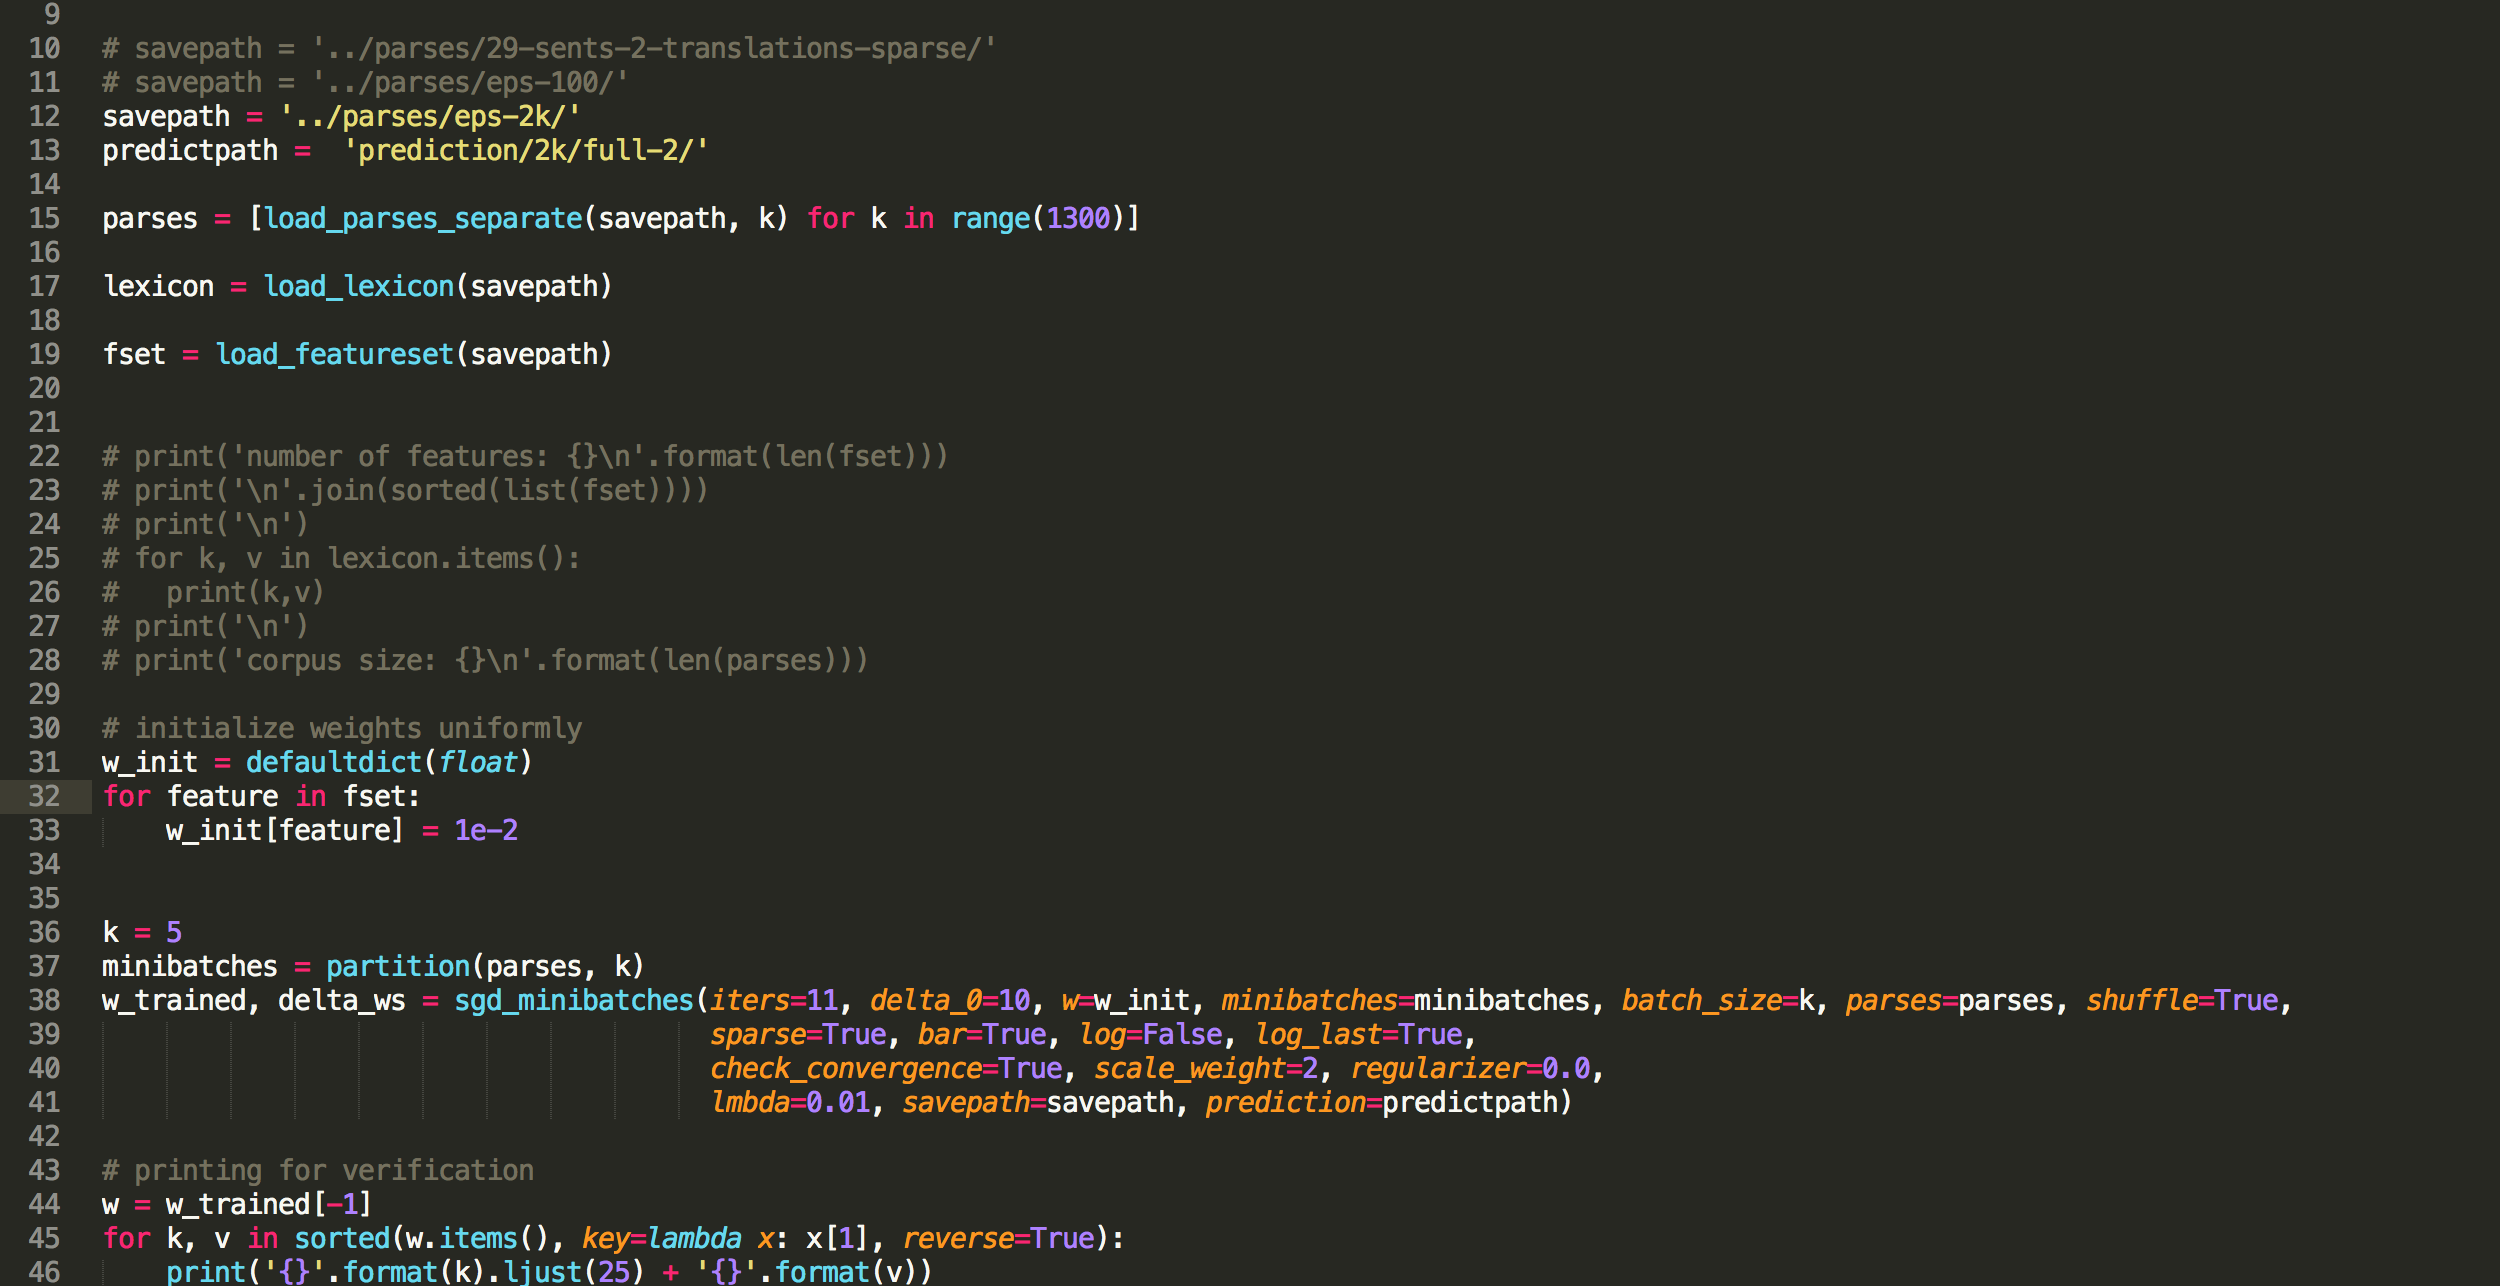 9
10 # savepath = '../parses/29-sents-2-translations-sparse/'
11 # savepath = '../parses/eps-100/'
12 savepath = '../parses/eps-2k/'
13 predictpath =  'prediction/2k/full-2/'
14
15 parses = [load_parses_separate(savepath, k) for k in range(1300)]
16
17 lexicon = load_lexicon(savepath)
18
19 fset = load_featureset(savepath)
20
21
22 # print('number of features: {}\n'.format(len(fset)))
23 # print('\n'.join(sorted(list(fset))))
24 # print('\n')
25 # for k, v in lexicon.items():
26 #   print(k,v)
27 # print('\n')
28 # print('corpus size: {}\n'.format(len(parses)))
29
30 # initialize weights uniformly
31 w_init = defaultdict(float)
32 for feature in fset:
33     w_init[feature] = 1e-2
34
35
36 k = 5
37 minibatches = partition(parses, k)
38 w_trained, delta_ws = sgd_minibatches(iters=11, delta_0=10, w=w_init, minibatches=minibatches, batch_size=k, parses=parses, shuffle=True,
39                                       sparse=True, bar=True, log=False, log_last=True,
40                                       check_convergence=True, scale_weight=2, regularizer=0.0,
41                                       lmbda=0.01, savepath=savepath, prediction=predictpath)
42
43 # printing for verification
44 w = w_trained[-1]
45 for k, v in sorted(w.items(), key=lambda x: x[1], reverse=True):
46     print('{}'.format(k).ljust(25) + '{}'.format(v))